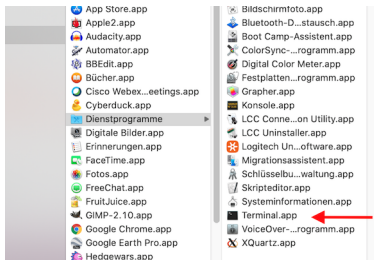 App Store.app
Apple2.app
Audacity.app
Automator.app
BBEdit.app
Bücher.app
Cisco Webex...eetings.app
Cyberduck.app
Dienstprogramme
Digitale Bilder.app
Erinnerungen.app
FaceTime.app
Fotos.app
FreeChat.app
FruitJuice.app
GIMP-2.10.app
Google Chrome.app
Google Earth Pro.app
Hedgewars.app
Bildschirmfoto.app
Bluetooth-D...stausch.app
Boot Camp-Assistent.app
ColorSync-...rogramm.app
Digital Color Meter.app
Festplatten...rogramm.app
Grapher.app
Konsole.app
LCC Conne...on Utility.app
LCC Uninstaller.app
Logitech Un...oftware.app
Migrationsassistent.app
Schlüsselbu...waltung.app
Skripteditor.app
Systeminformationen.app
Terminal.app
VoiceOver-...rogramm.app
XQuartz.app